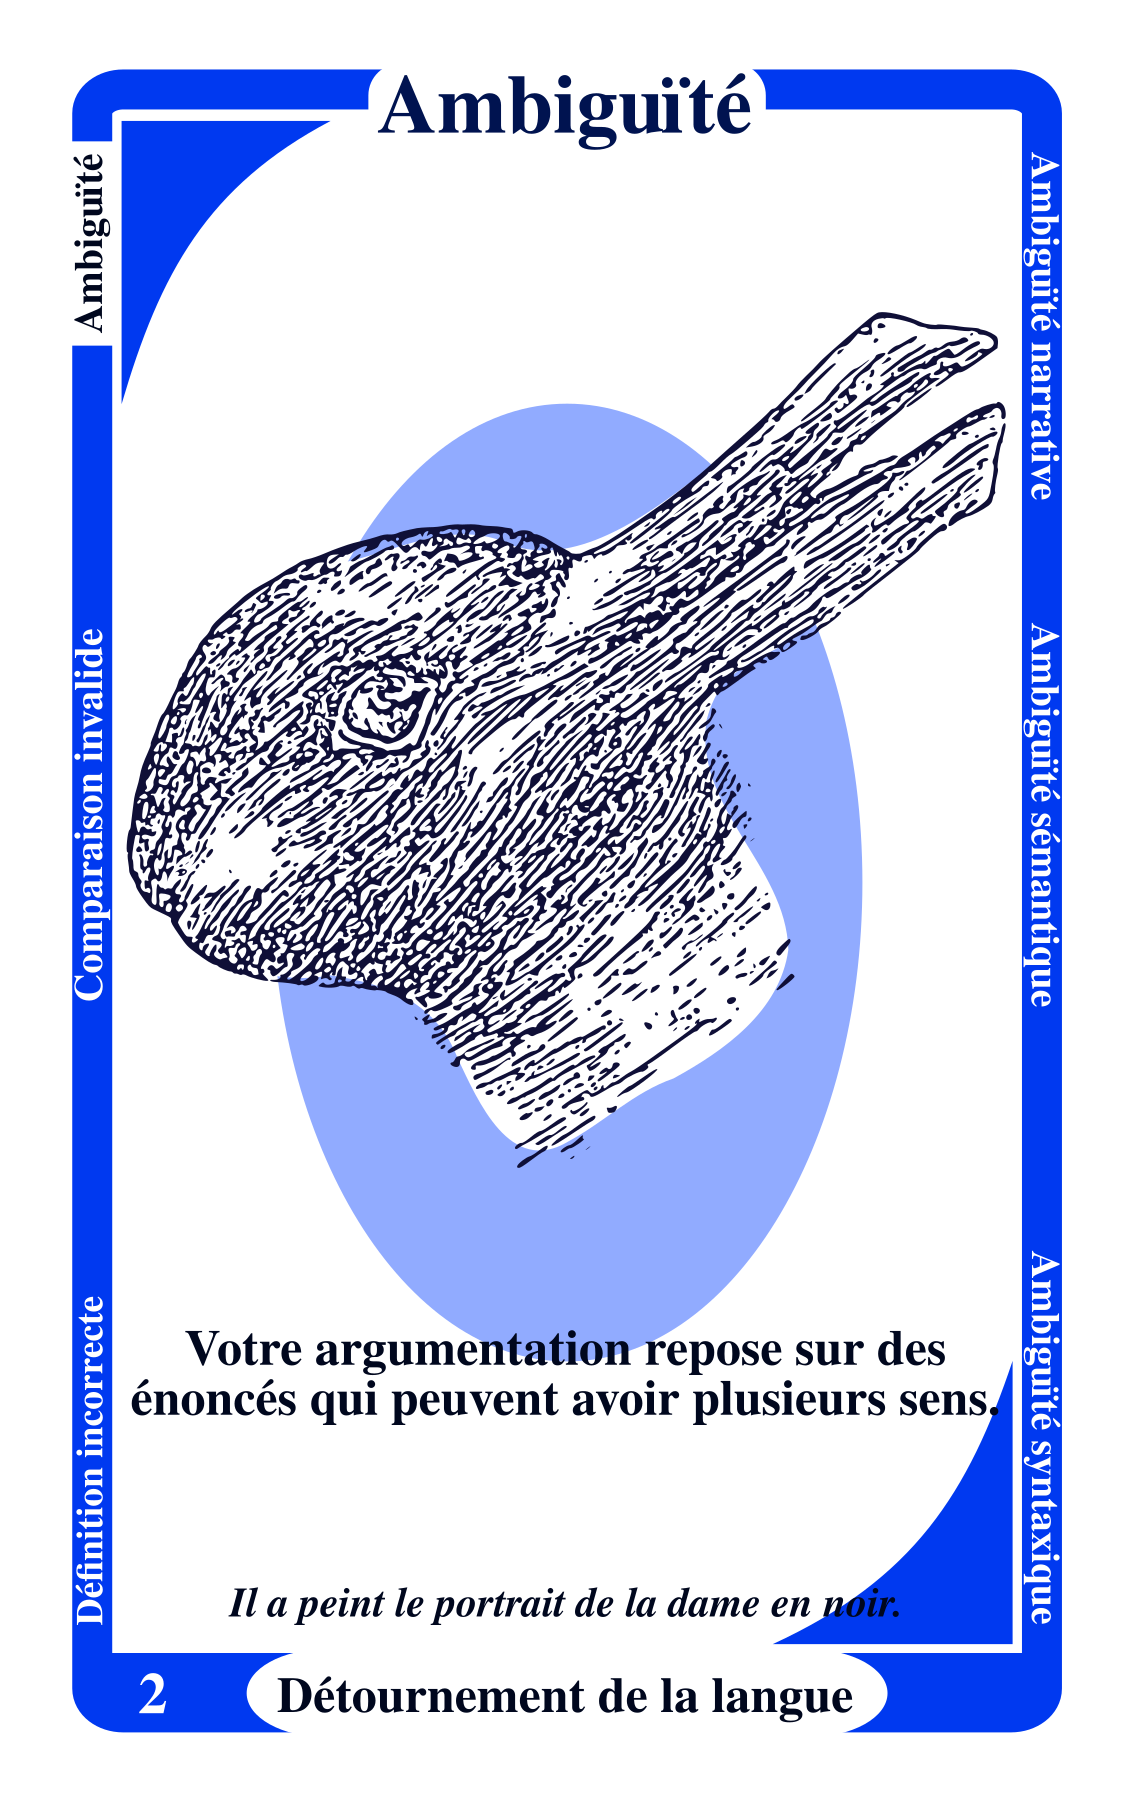 Ambiguïté
Ambiguïté
Comparaison invalide
Définition incorrecte
Ambiguïté narrative
Ambiguïté sémantique
Ambiguïté syntaxique
Votre argumentation repose sur des
énoncés qui peuvent avoir plusieurs sens.
Il a peint le portrait de la dame en noir.
2
Détournement de la langue